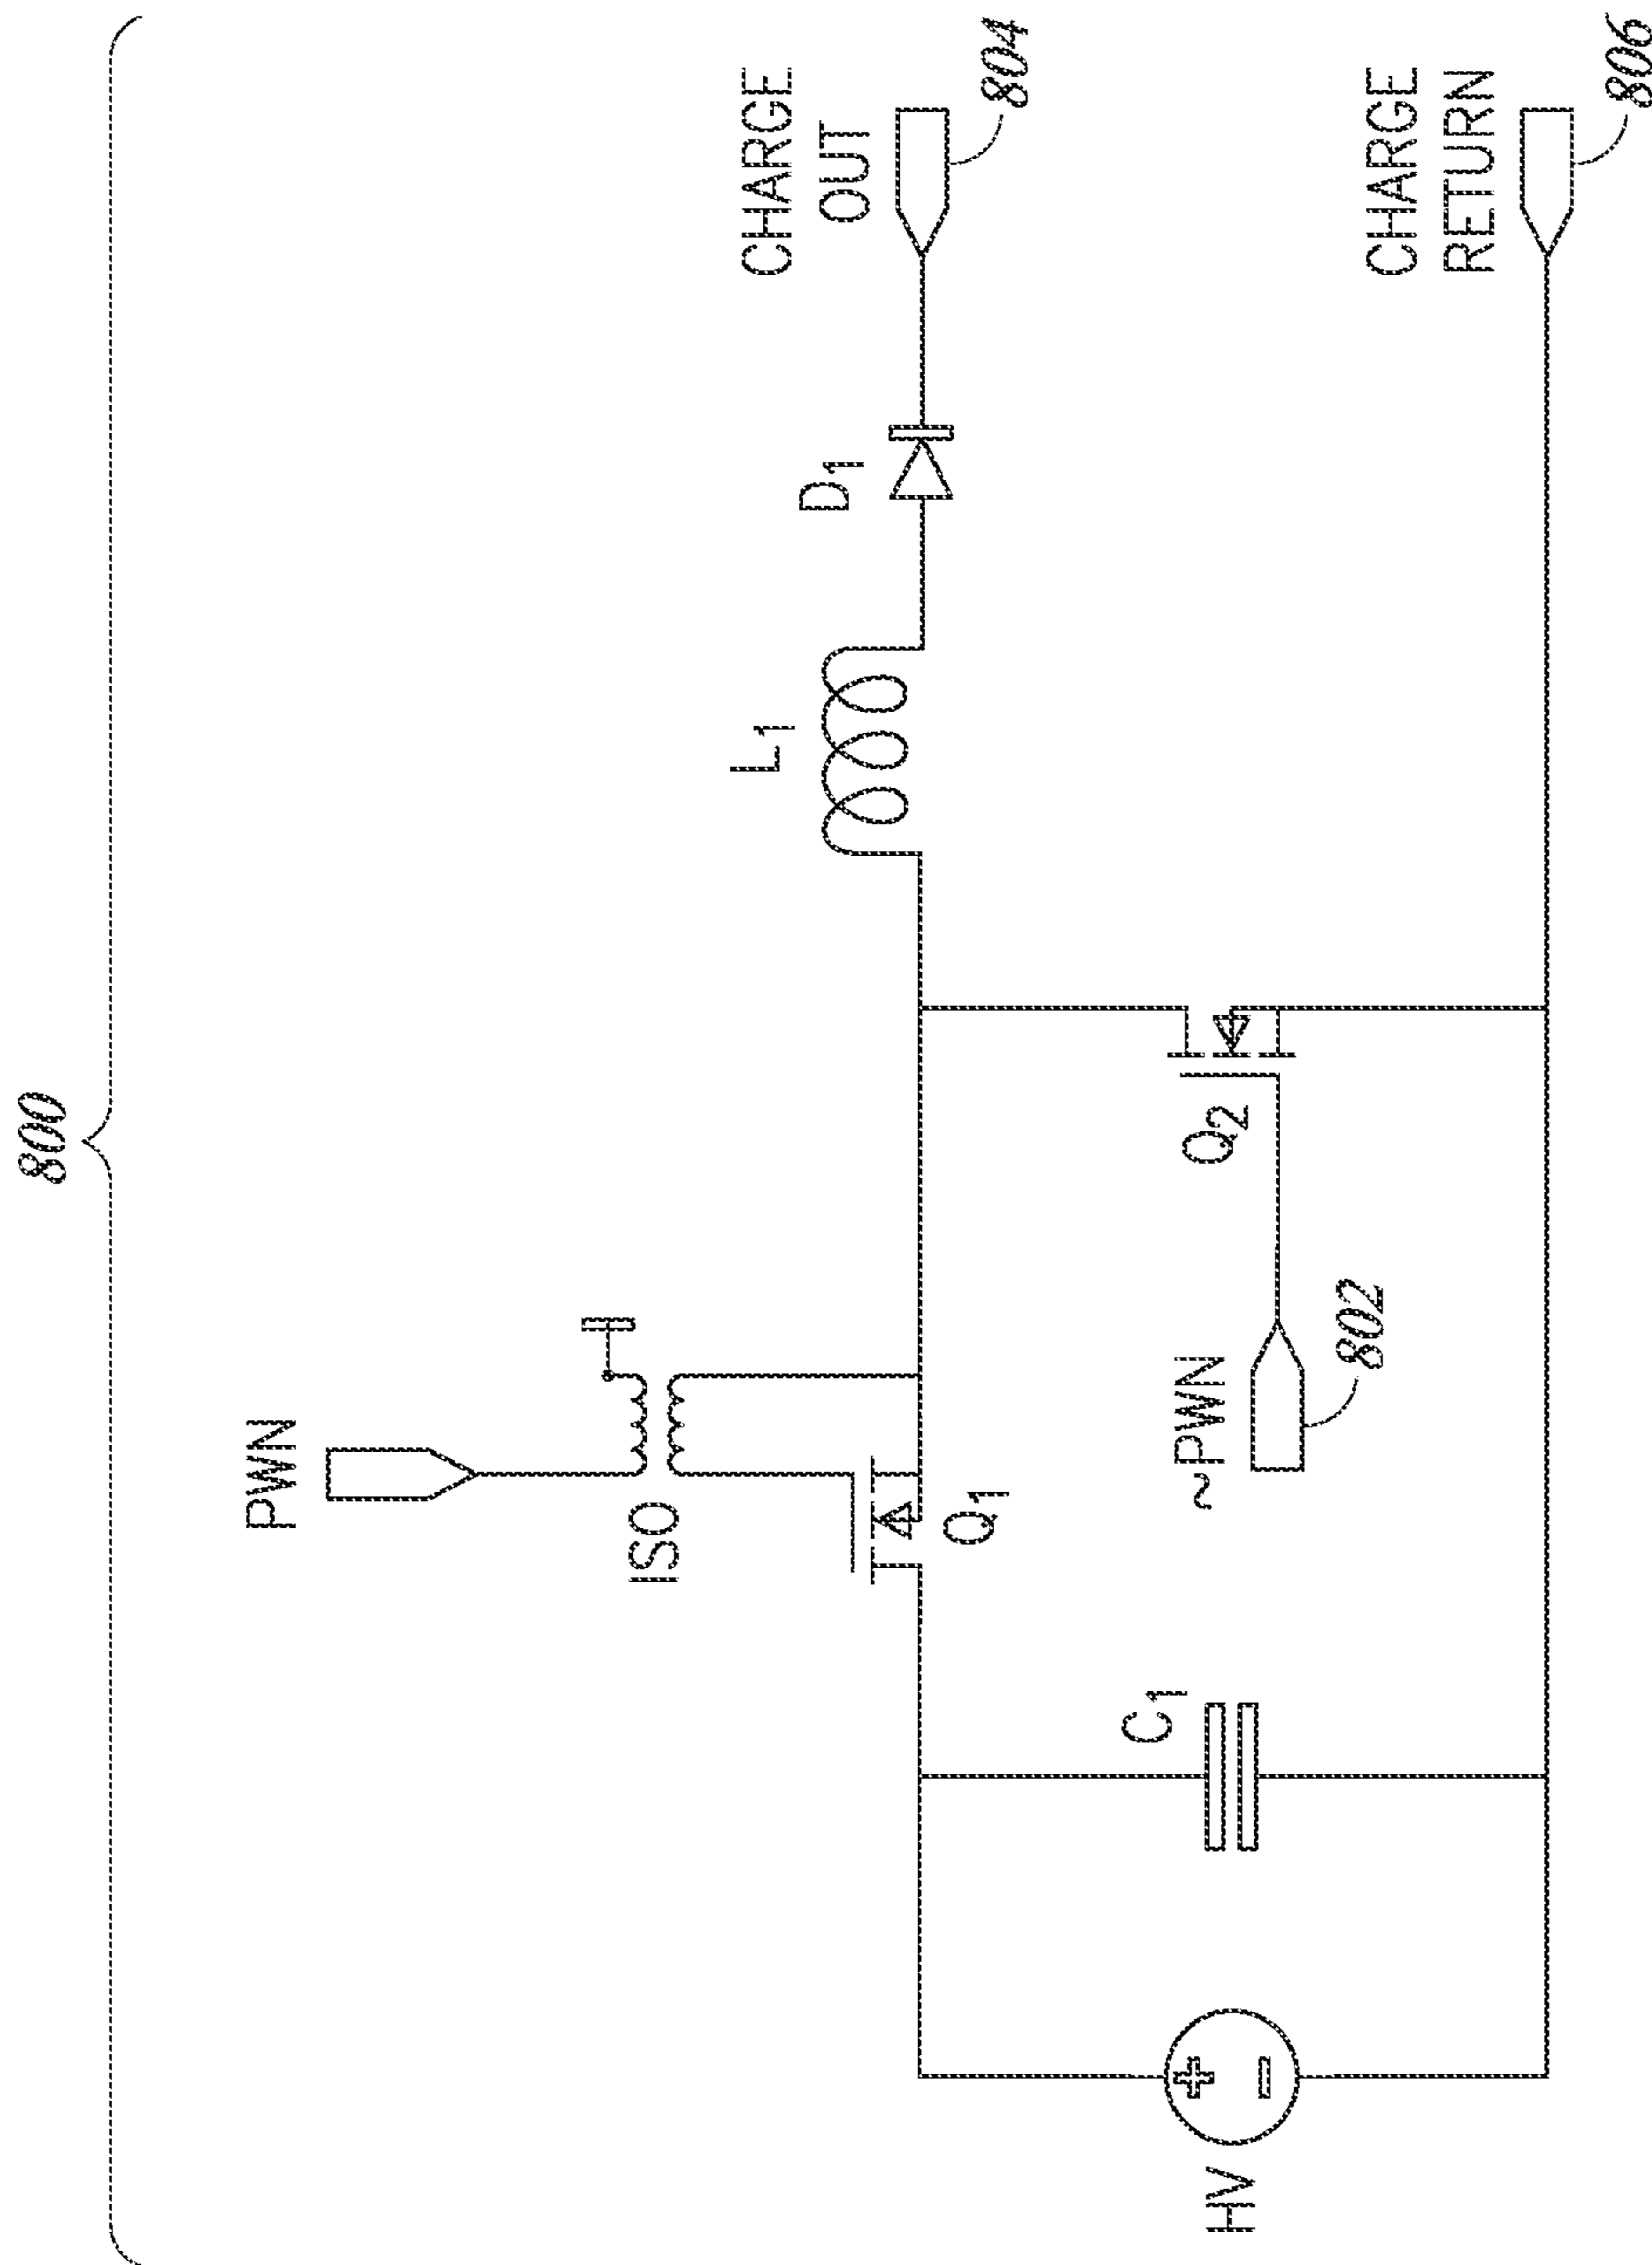 800
PWN
ISO
Q1
L1
D1
CHARGE
OUT
804
HV
C1
~PWN
802
Q2
CHARGE
RETURN
806